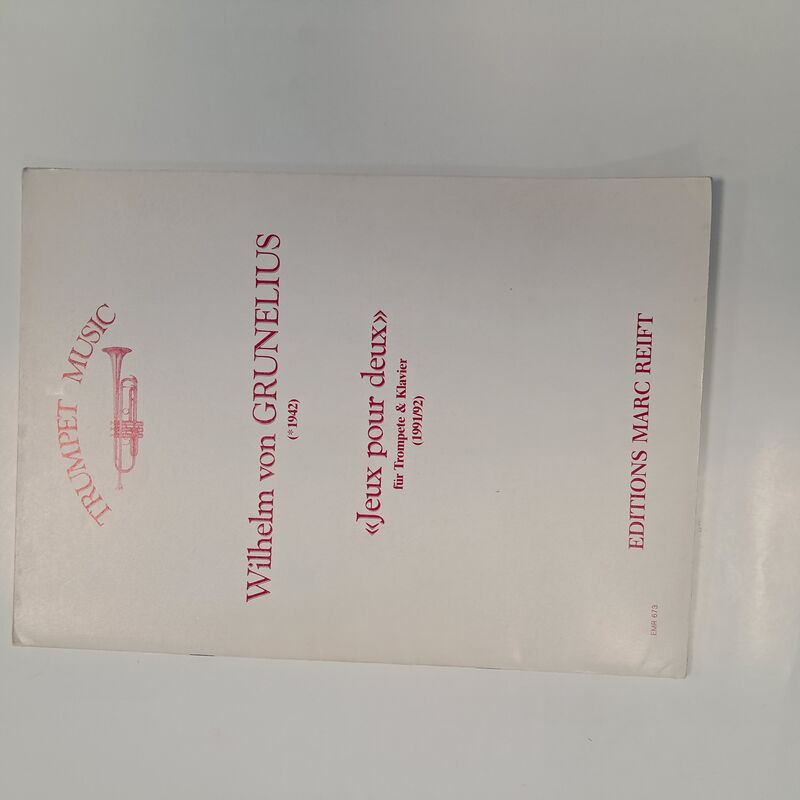 TRUMPET MUSIC
Wilhelm von GRUNELIUS
(*1942)
«Jeux pour deux»
für Trompete & Klavier
(1991/92)
EDITIONS MARC REIFT
EMR 673